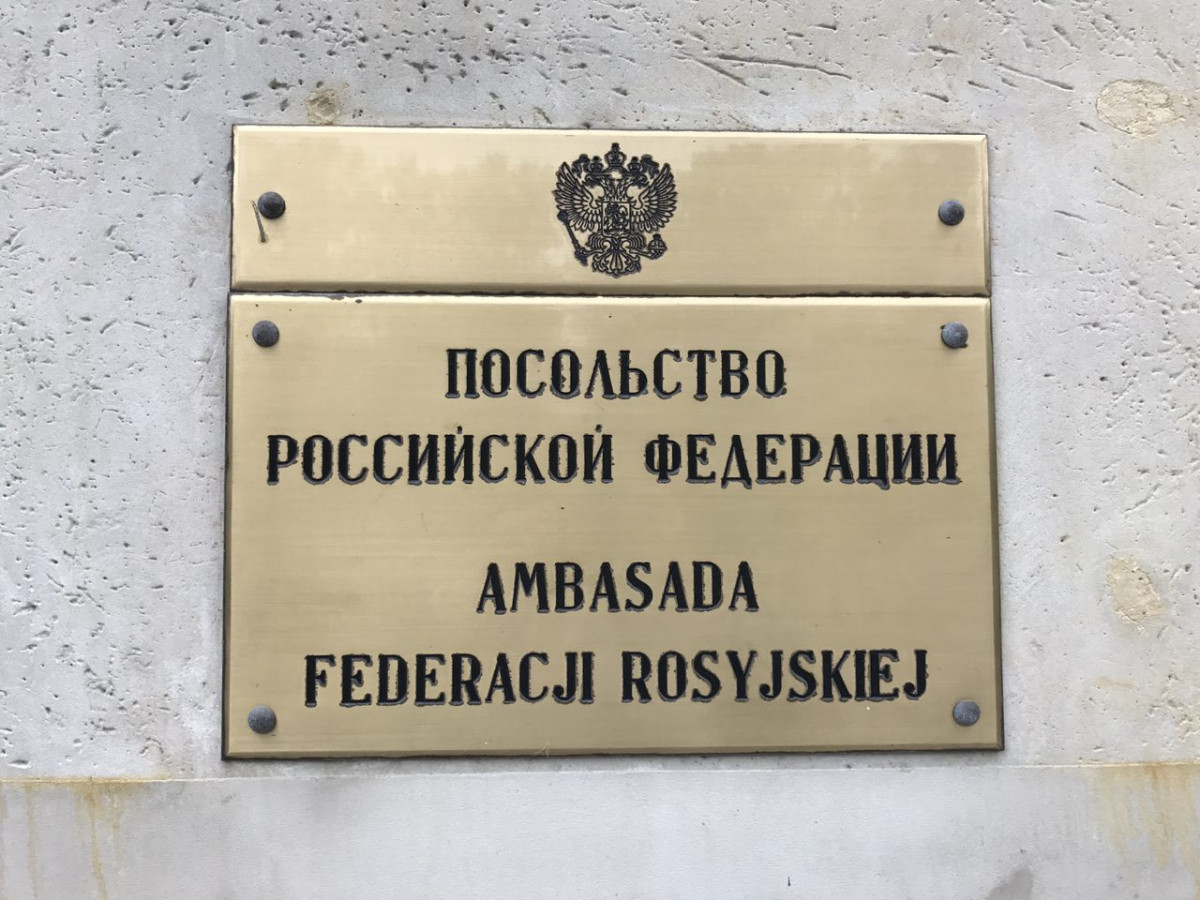 ПОСОЛЬСТВО
РОССИЙСКОЙ ФЕДЕРАЦИИ
AMBASADA
FEDERACJI ROSYJSKIEJ